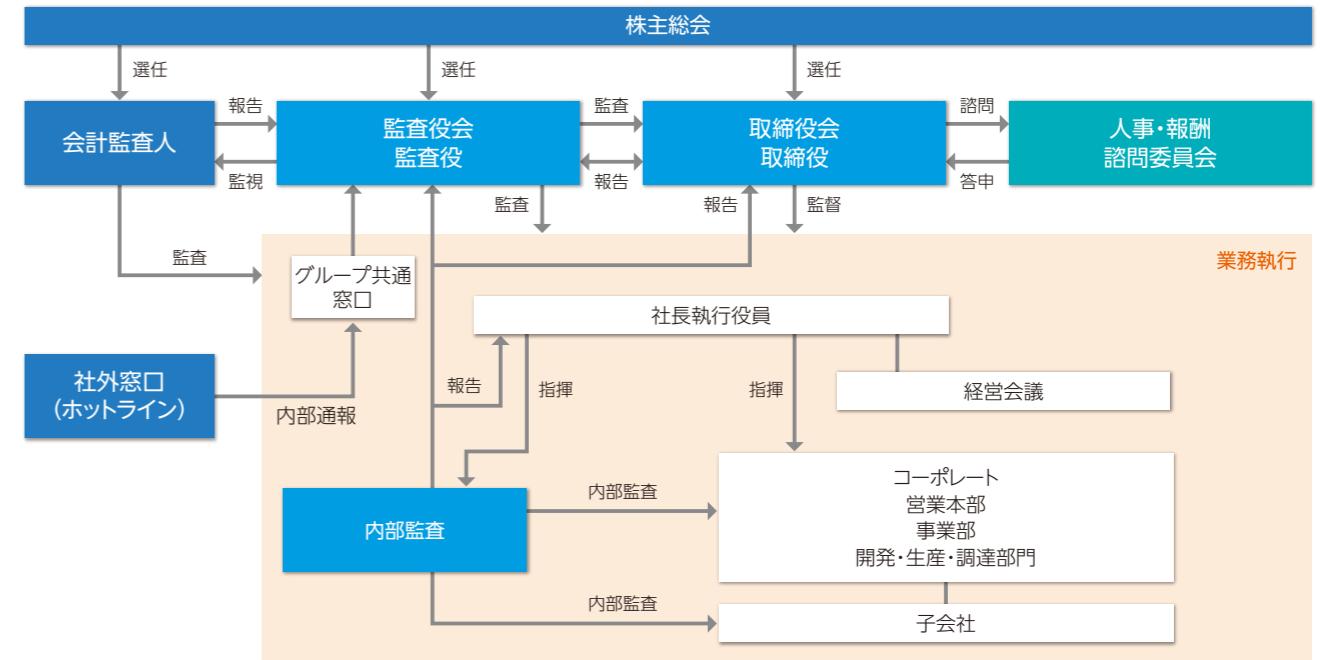 株主総会
選任
選任
選任
会計監査人
報告
監視
監査役会
監査役
監査
報告
取締役会
取締役
諮問
答申
人事・報酬
諮問委員会
監査
監査
報告
監督
業務執行
グループ共通
窓口
社長執行役員
社外窓口
(ホットライン)
内部通報
報告
指揮
指揮
経営会議
内部監査
内部監査
コーポレート
営業本部
事業部
開発・生産・調達部門
内部監査
子会社